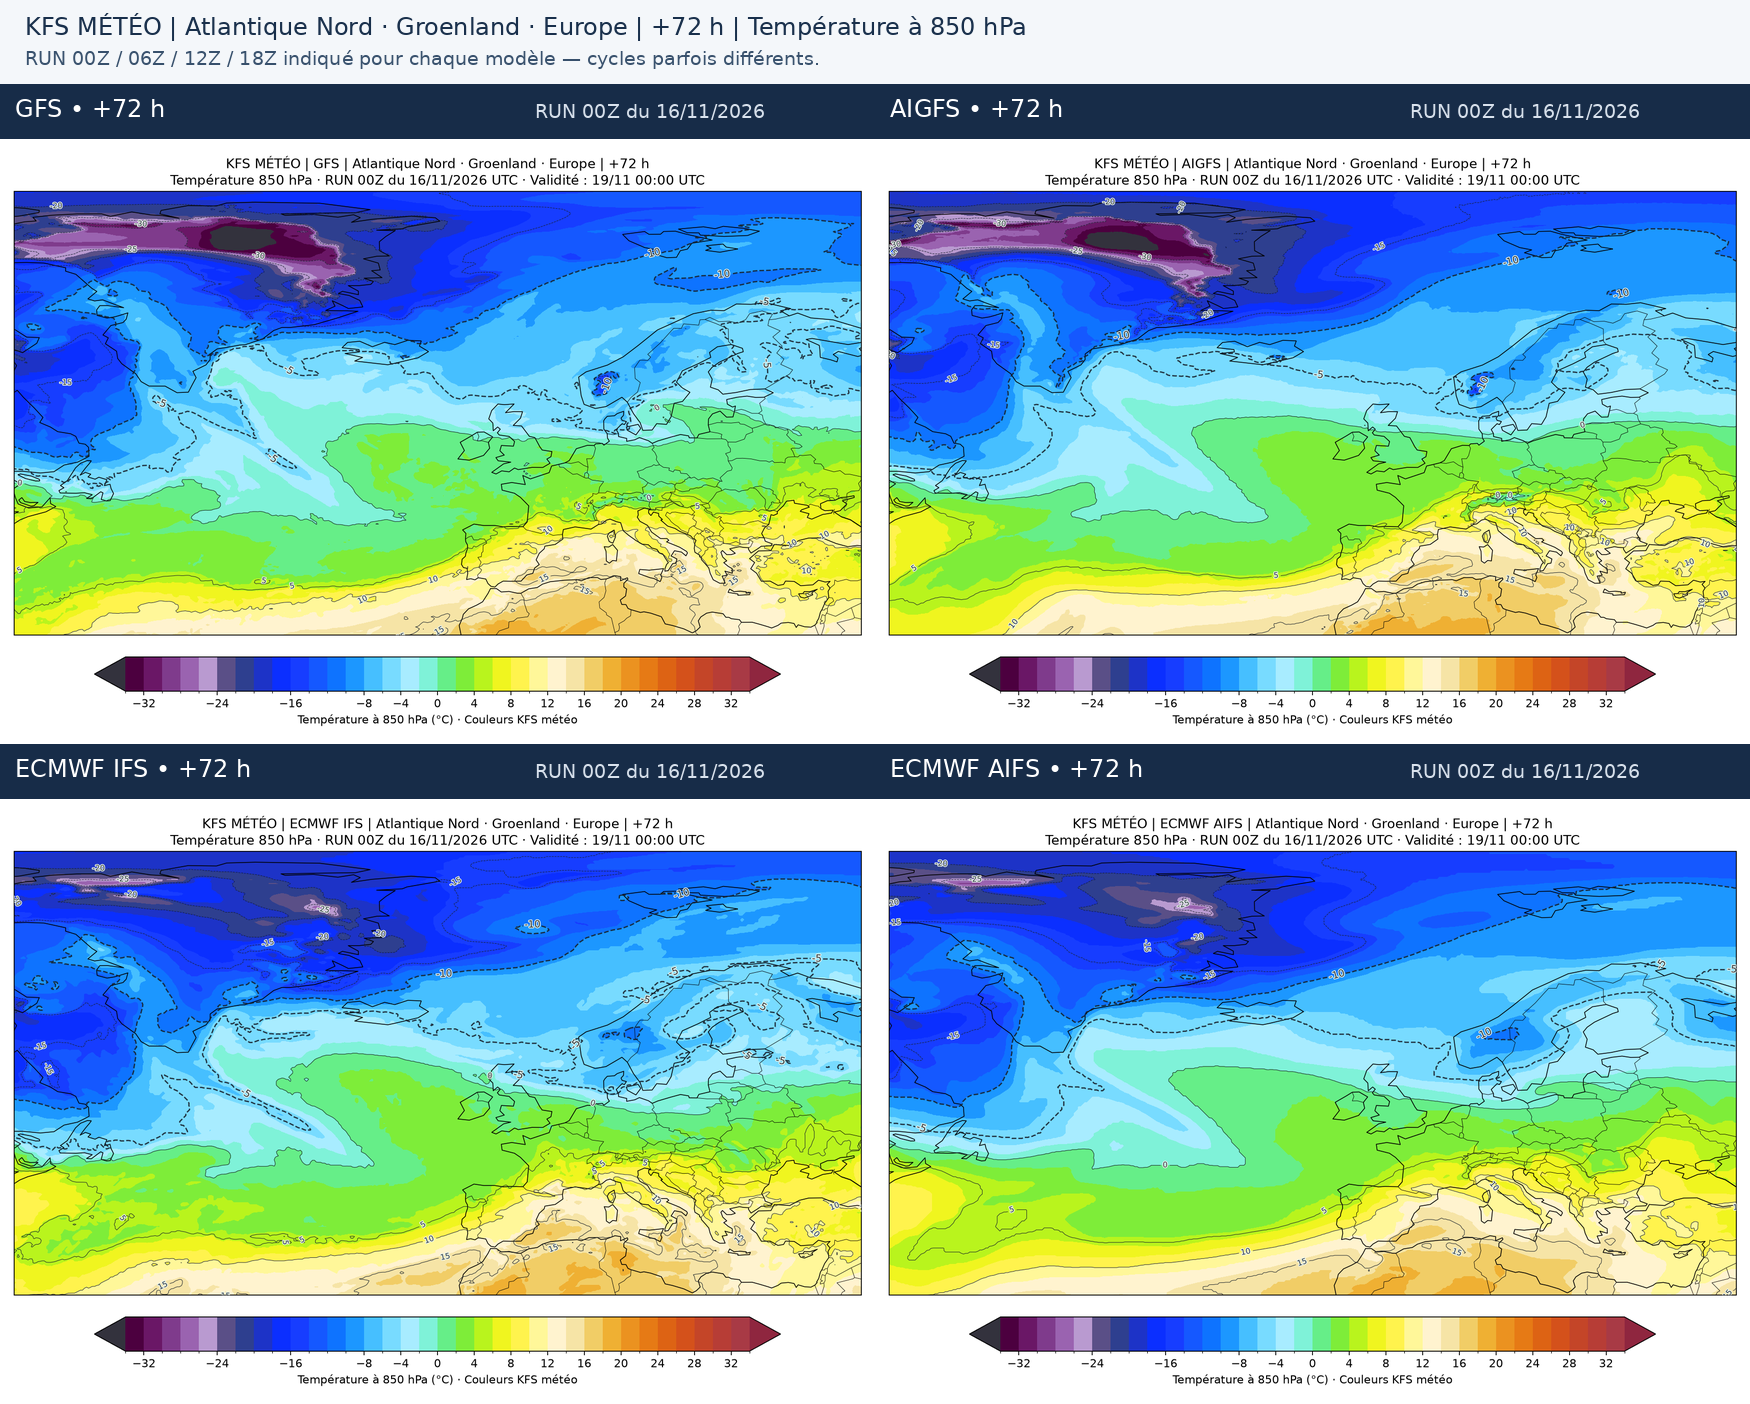 KFS MÉTÉO | Atlantique Nord · Groenland · Europe | +72 h | Température à 850 hPa
RUN 00Z / 06Z / 12Z / 18Z indiqué pour chaque modèle — cycles parfois différents.
GFS • +72 h
RUN 00Z du 16/11/2026
AIGFS • +72 h
RUN 00Z du 16/11/2026
KFS MÉTÉO | GFS | Atlantique Nord · Groenland · Europe | +72 h
Température 850 hPa · RUN 00Z du 16/11/2026 UTC · Validité : 19/11 00:00 UTC
KFS MÉTÉO | AIGFS | Atlantique Nord · Groenland · Europe | +72 h
Température 850 hPa · RUN 00Z du 16/11/2026 UTC · Validité : 19/11 00:00 UTC
−32 −24 −16 −8 −4 0 4 8 12 16 20 24 28 32
Température à 850 hPa (°C) · Couleurs KFS météo
−32 −24 −16 −8 −4 0 4 8 12 16 20 24 28 32
Température à 850 hPa (°C) · Couleurs KFS météo
ECMWF IFS • +72 h
RUN 00Z du 16/11/2026
ECMWF AIFS • +72 h
RUN 00Z du 16/11/2026
KFS MÉTÉO | ECMWF IFS | Atlantique Nord · Groenland · Europe | +72 h
Température 850 hPa · RUN 00Z du 16/11/2026 UTC · Validité : 19/11 00:00 UTC
KFS MÉTÉO | ECMWF AIFS | Atlantique Nord · Groenland · Europe | +72 h
Température 850 hPa · RUN 00Z du 16/11/2026 UTC · Validité : 19/11 00:00 UTC
−32 −24 −16 −8 −4 0 4 8 12 16 20 24 28 32
Température à 850 hPa (°C) · Couleurs KFS météo
−32 −24 −16 −8 −4 0 4 8 12 16 20 24 28 32
Température à 850 hPa (°C) · Couleurs KFS météo